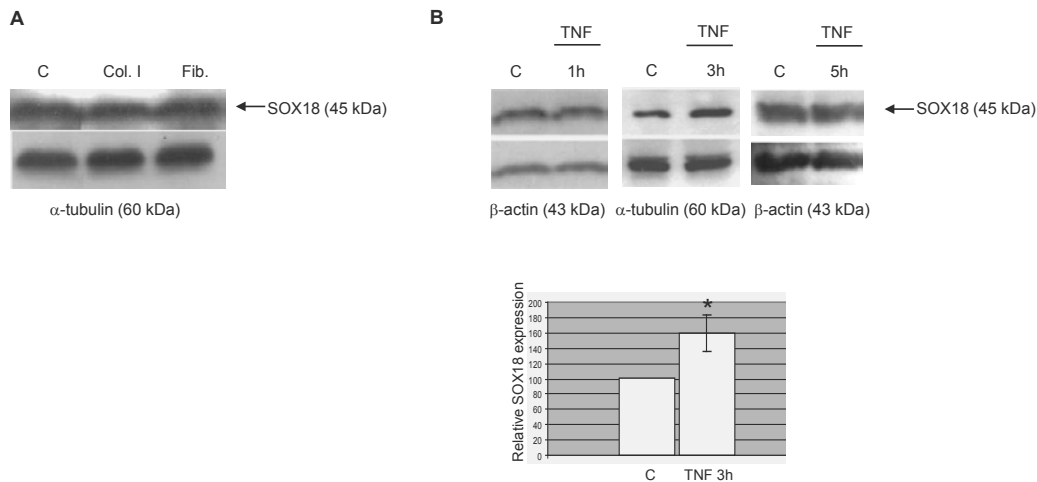 A
C Col. I Fib.
SOX18 (45 kDa)
α-tubulin (60 kDa)
B
TNF TNF TNF
C 1h C 3h C 5h
SOX18 (45 kDa)
β-actin (43 kDa) α-tubulin (60 kDa) β-actin (43 kDa)
Relative SOX18 expression
200
180
160
140
120
100
80
60
40
20
0
*
C TNF 3h